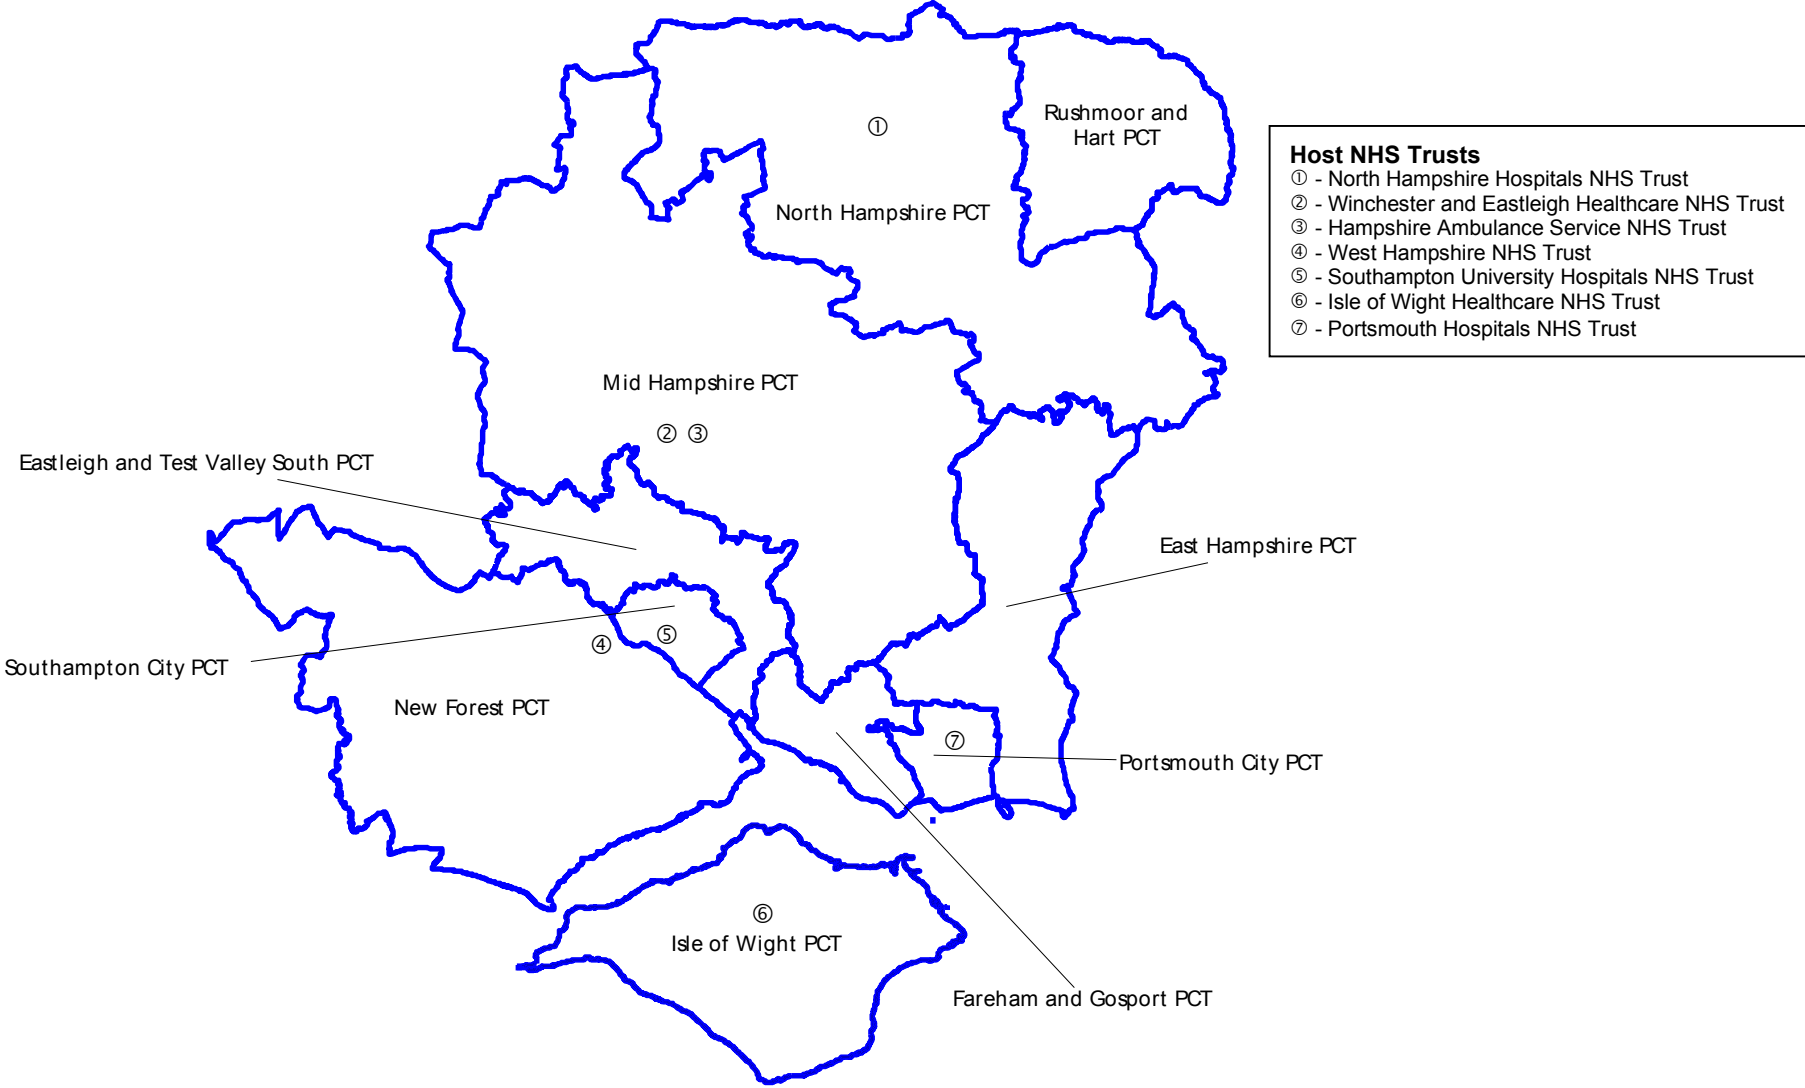 Rushmoor and
Hart PCT
①
North Hampshire PCT
Host NHS Trusts
① - North Hampshire Hospitals NHS Trust
② - Winchester and Eastleigh Healthcare NHS Trust
③ - Hampshire Ambulance Service NHS Trust
④ - West Hampshire NHS Trust
⑤ - Southampton University Hospitals NHS Trust
⑥ - Isle of Wight Healthcare NHS Trust
⑦ - Portsmouth Hospitals NHS Trust
Mid Hampshire PCT
② ③
Eastleigh and Test Valley South PCT
East Hampshire PCT
④ ⑤
Southampton City PCT
New Forest PCT
⑦
Portsmouth City PCT
⑥
Isle of Wight PCT
Fareham and Gosport PCT